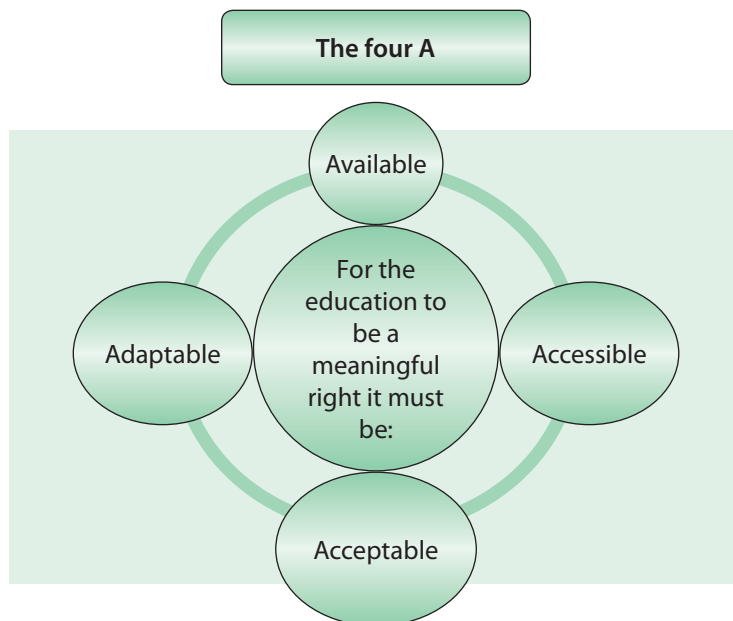 The four A
Available
For the
education to
be a
meaningful
right it must
be:
Adaptable
Accessible
Acceptable